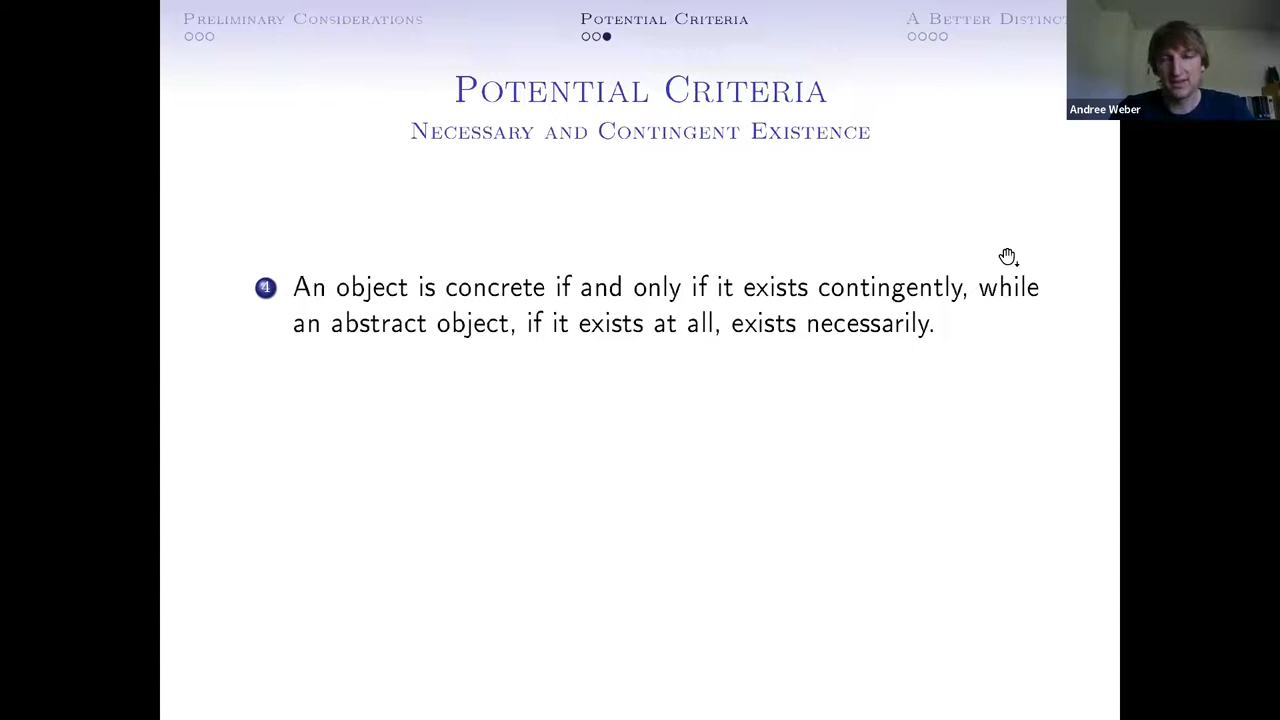 Preliminary Considerations
Potential Criteria
A Better Distinct
Andree Weber
Potential Criteria
Necessary and Contingent Existence
4 An object is concrete if and only if it exists contingently, while
an abstract object, if it exists at all, exists necessarily.